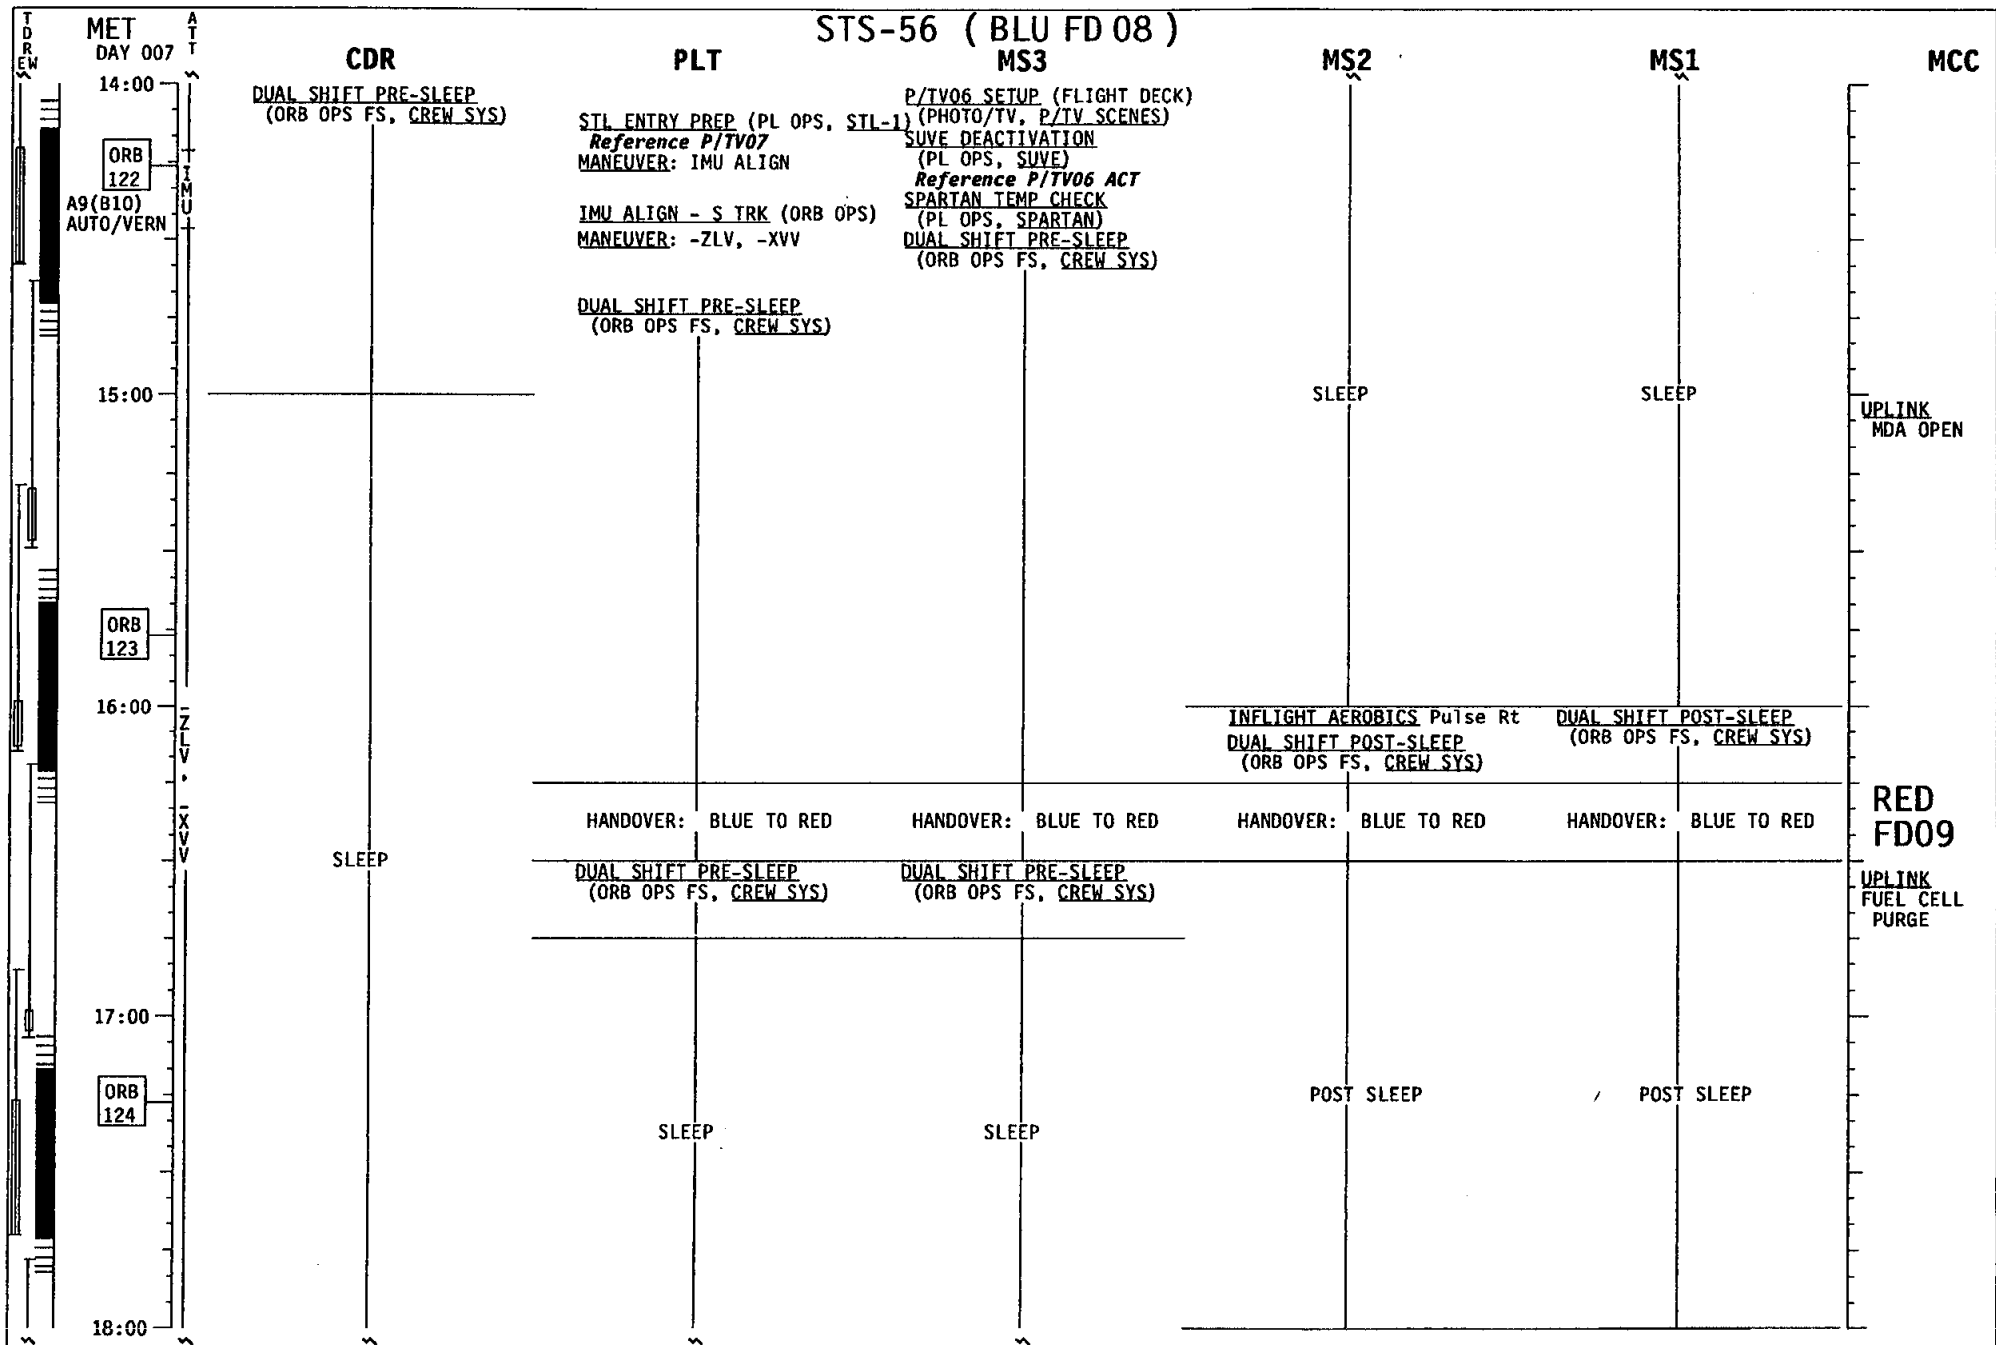 STS-56 ( BLU FD 08 )
TDRE W
MET
DAY 007
ATT
CDR
PLT
MS3
MS2
MS1
MCC
14:00
DUAL SHIFT PRE-SLEEP
(ORB OPS FS, CREW SYS)
STL ENTRY PREP (PL OPS, STL-1)
Reference P/TV07
MANEUVER: IMU ALIGN
IMU ALIGN - S TRK (ORB OPS)
MANEUVER: -ZLV, -XVV
DUAL SHIFT PRE-SLEEP
(ORB OPS FS, CREW SYS)
P/TV06 SETUP (FLIGHT DECK)
(PHOTO/TV, P/TV SCENES)
SUVE DEACTIVATION
(PL OPS, SUVE)
Reference P/TV06 ACT
SPARTAN TEMP CHECK
(PL OPS, SPARTAN)
DUAL SHIFT PRE-SLEEP
(ORB OPS FS, CREW SYS)
ORB
122
IMU
A9(B10)
AUTO/VERN
15:00
SLEEP
SLEEP
UPLINK
MDA OPEN
ORB
123
16:00
-ZLV, -XVV
INFLIGHT AEROBICS Pulse Rt
DUAL SHIFT POST-SLEEP
(ORB OPS FS, CREW SYS)
DUAL SHIFT POST-SLEEP
(ORB OPS FS, CREW SYS)
HANDOVER: BLUE TO RED
HANDOVER: BLUE TO RED
HANDOVER: BLUE TO RED
HANDOVER: BLUE TO RED
RED
FD09
SLEEP
DUAL SHIFT PRE-SLEEP
(ORB OPS FS, CREW SYS)
DUAL SHIFT PRE-SLEEP
(ORB OPS FS, CREW SYS)
UPLINK
FUEL CELL
PURGE
17:00
ORB
124
SLEEP
SLEEP
POST SLEEP
POST SLEEP
18:00